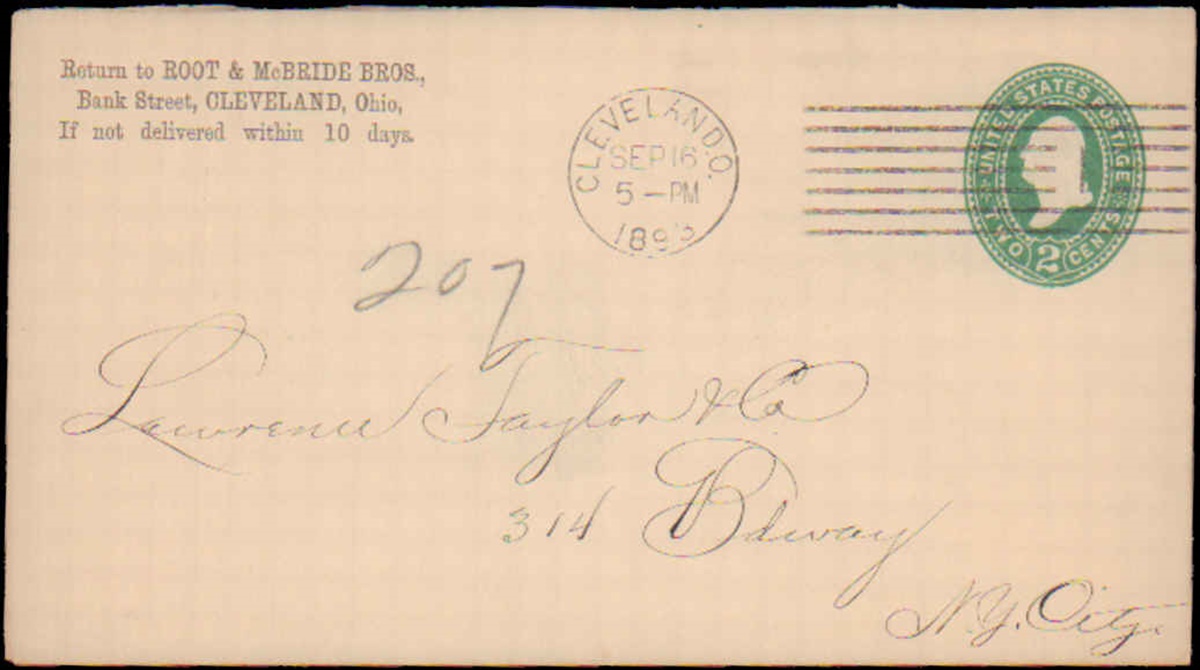 Return to ROOT & McBRIDE BROS.,
Bank Street, CLEVELAND, Ohio,
If not delivered within 10 days.
CLEVELAND.O.
SEP 16
5-PM
UNITED STATES POSTAGE
TWO 2 CENTS
207
Lawrence Taylor & Co
314 Bdway
N.Y. City.